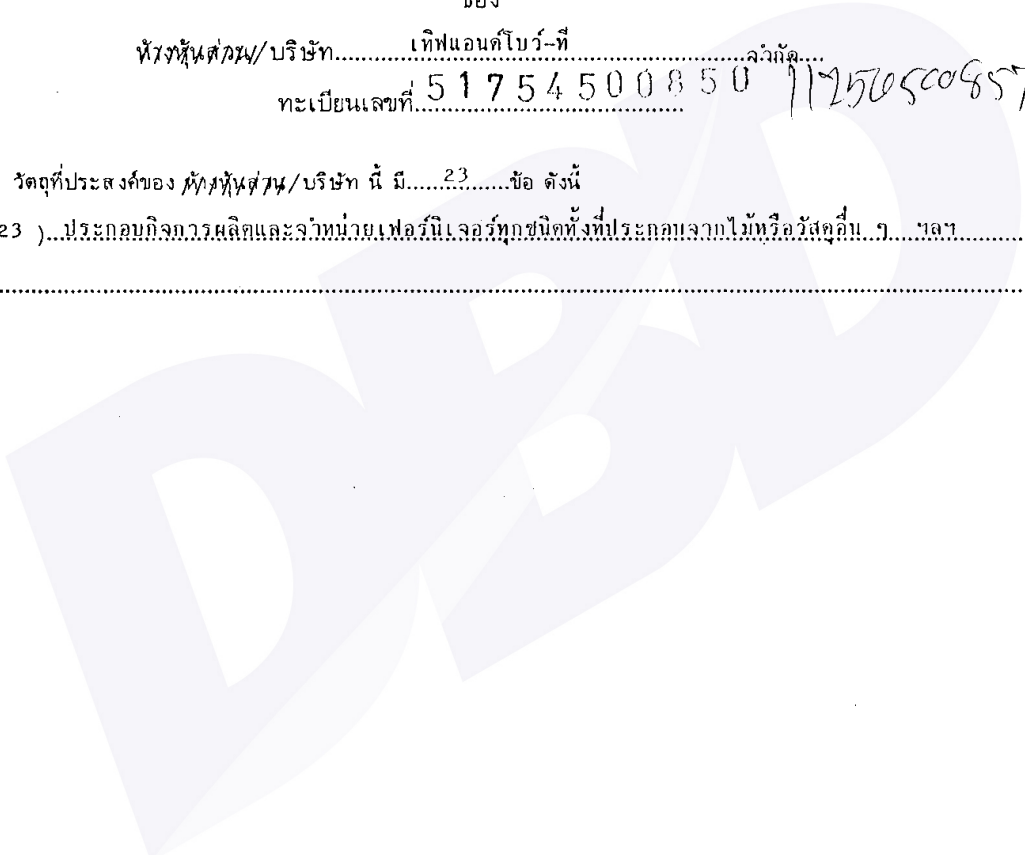 ของ
ห้างหุ้นส่วน/บริษัท เทิฟแอนด์โบว์-ที จำกัด
ทะเบียนเลขที่ 51754500850
วัตถุที่ประสงค์ของ ห้างหุ้นส่วน/บริษัท นี้ มี 23 ข้อ ดังนี้
23 ) ประกอบกิจการผลิตและจำหน่ายเฟอร์นิเจอร์ทุกชนิดทั้งที่ประกอบจากไม้หรือวัสดุอื่น ๆ ฯลฯ
DBD